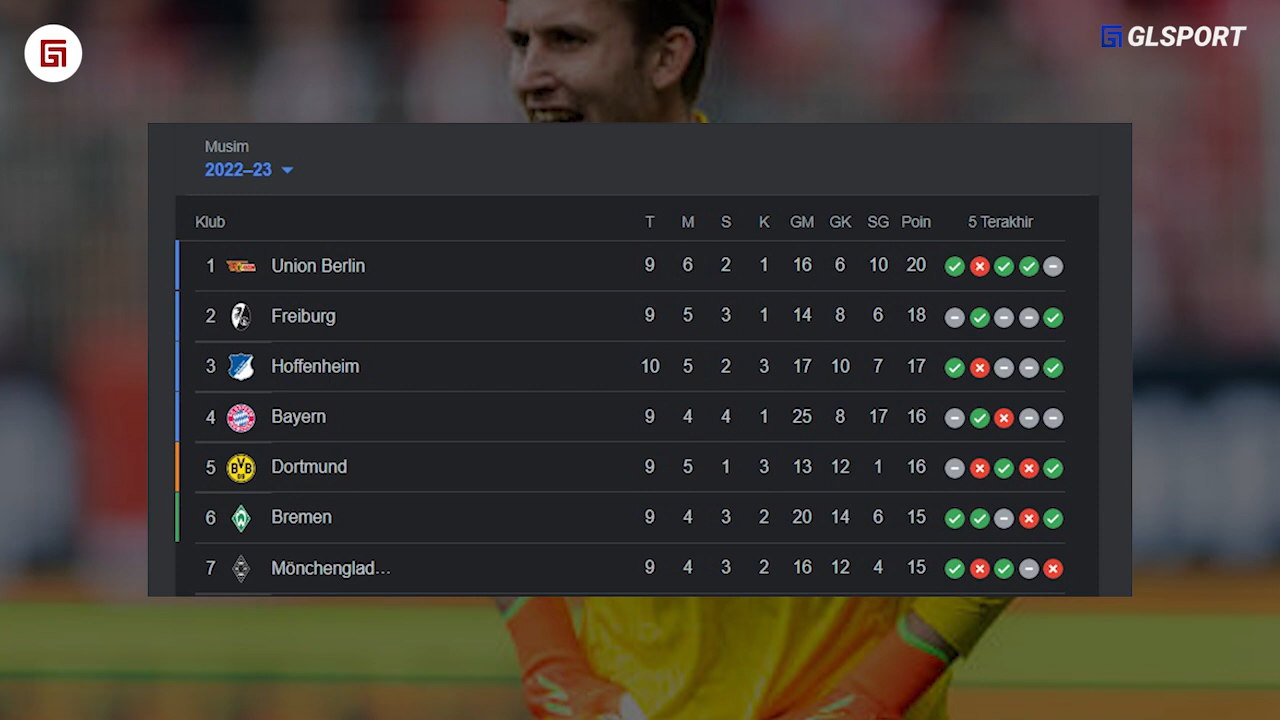 GLSPORT
Musim
2022–23
Klub T M S K GM GK SG Poin 5 Terakhir
1 Union Berlin 9 6 2 1 16 6 10 20
2 Freiburg 9 5 3 1 14 8 6 18
3 Hoffenheim 10 5 2 3 17 10 7 17
4 Bayern 9 4 4 1 25 8 17 16
5 BVB 09 Dortmund 9 5 1 3 13 12 1 16
6 Bremen 9 4 3 2 20 14 6 15
7 Mönchenglad... 9 4 3 2 16 12 4 15